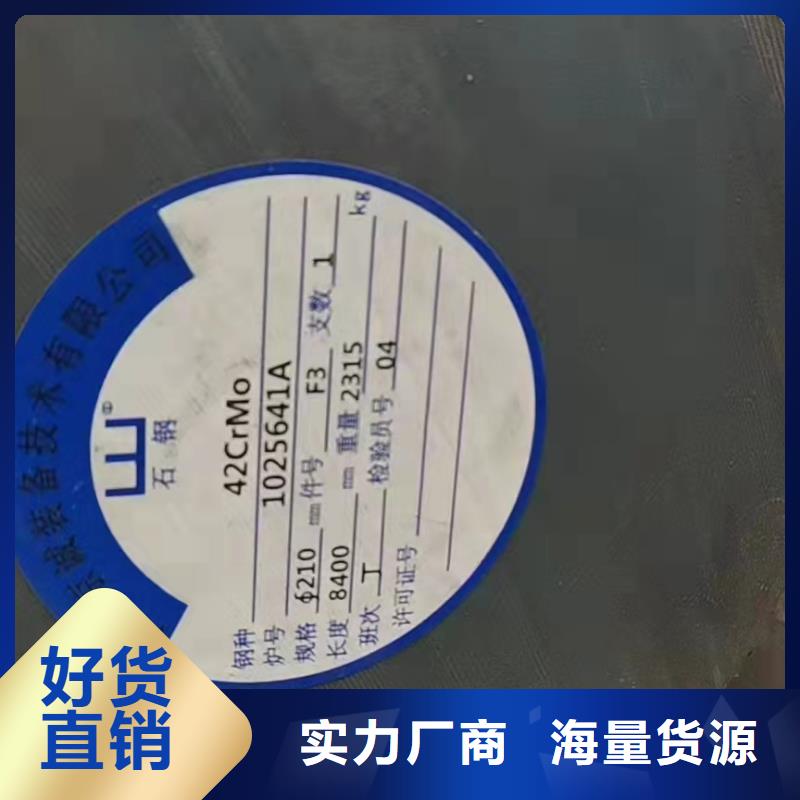 京诚装备技术有限公司
®
石钢
钢种 42CrMo
炉号 1025641A
规格 ϕ210 mm 件号 F3 支数 1
长度 8400 mm 重量 2315 kg
班次 丁 检验员号 04
许可证号
好货
直销
实力厂商 海量货源